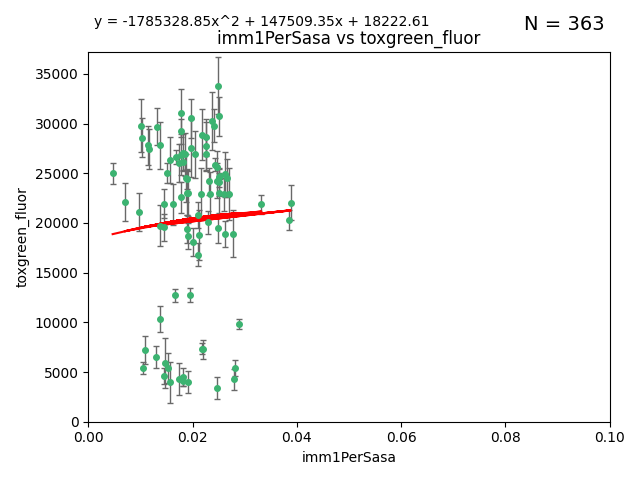 y = -1785328.85x^2 + 147509.35x + 18222.61
N = 363
imm1PerSasa vs toxgreen_fluor
35000
30000
25000
20000
15000
10000
5000
0
toxgreen_fluor
0.00 0.02 0.04 0.06 0.08 0.10
imm1PerSasa